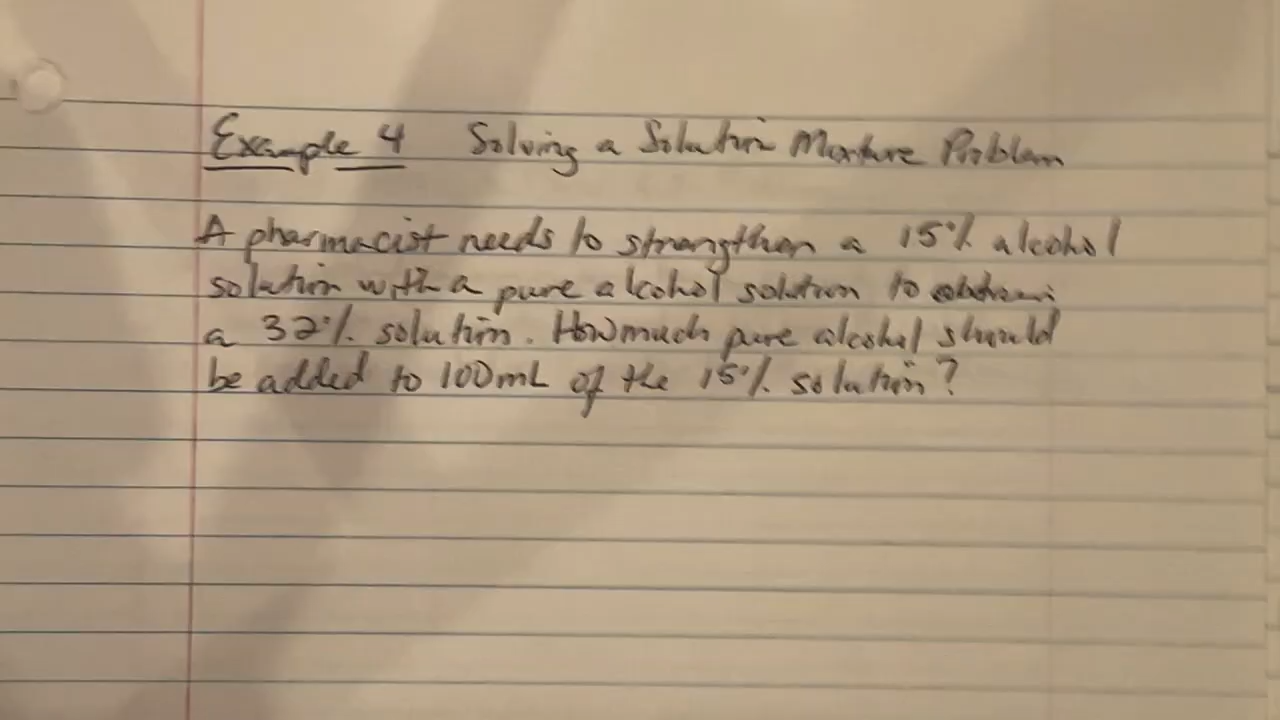 Example 4 Solving a Solution Mixture Problem
A pharmacist needs to strengthen a 15% alcohol
solution with a pure alcohol solution to obtain
a 32% solution. How much pure alcohol should
be added to 100mL of the 15% solution?